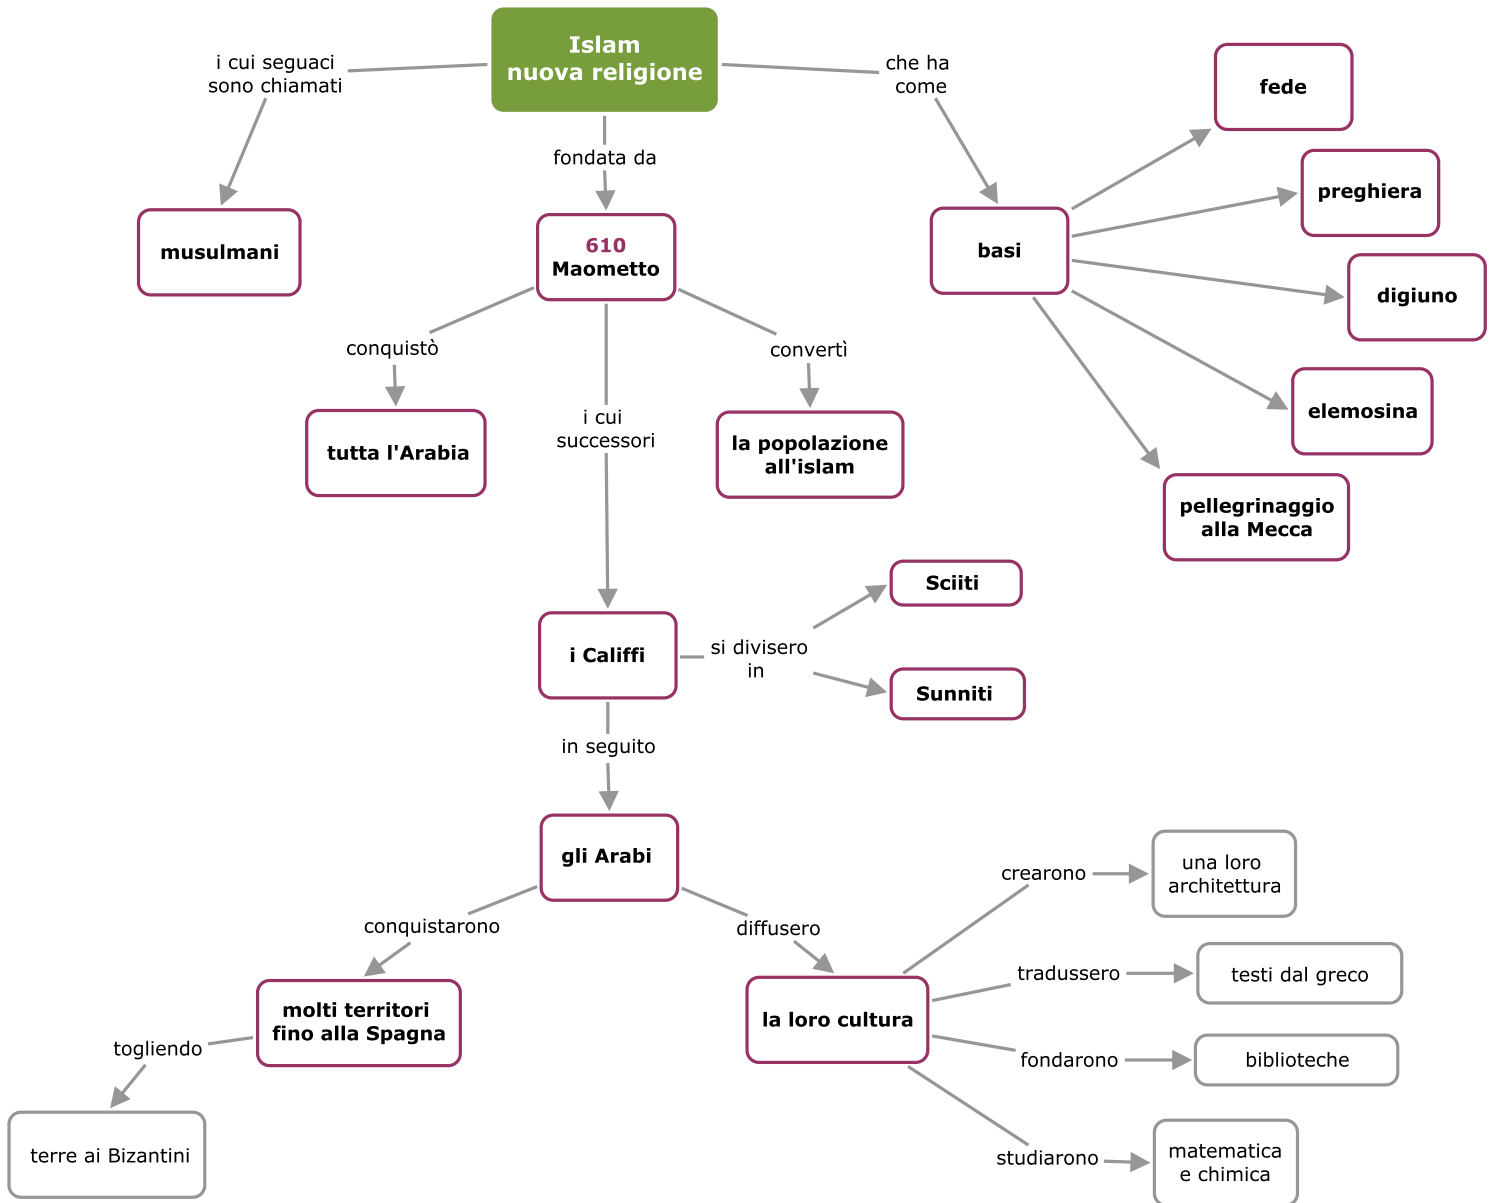 Islam
nuova religione
i cui seguaci
sono chiamati
che ha
come
fondata da
musulmani
610
Maometto
basi
fede
preghiera
digiuno
elemosina
pellegrinaggio
alla Mecca
conquistò
i cui
successori
convertì
tutta l'Arabia
la popolazione
all'islam
i Califfi
si divisero
in
Sciiti
Sunniti
in seguito
gli Arabi
conquistarono
diffusero
molti territori
fino alla Spagna
togliendo
terre ai Bizantini
la loro cultura
crearono
una loro
architettura
tradussero
testi dal greco
fondarono
biblioteche
studiarono
matematica
e chimica